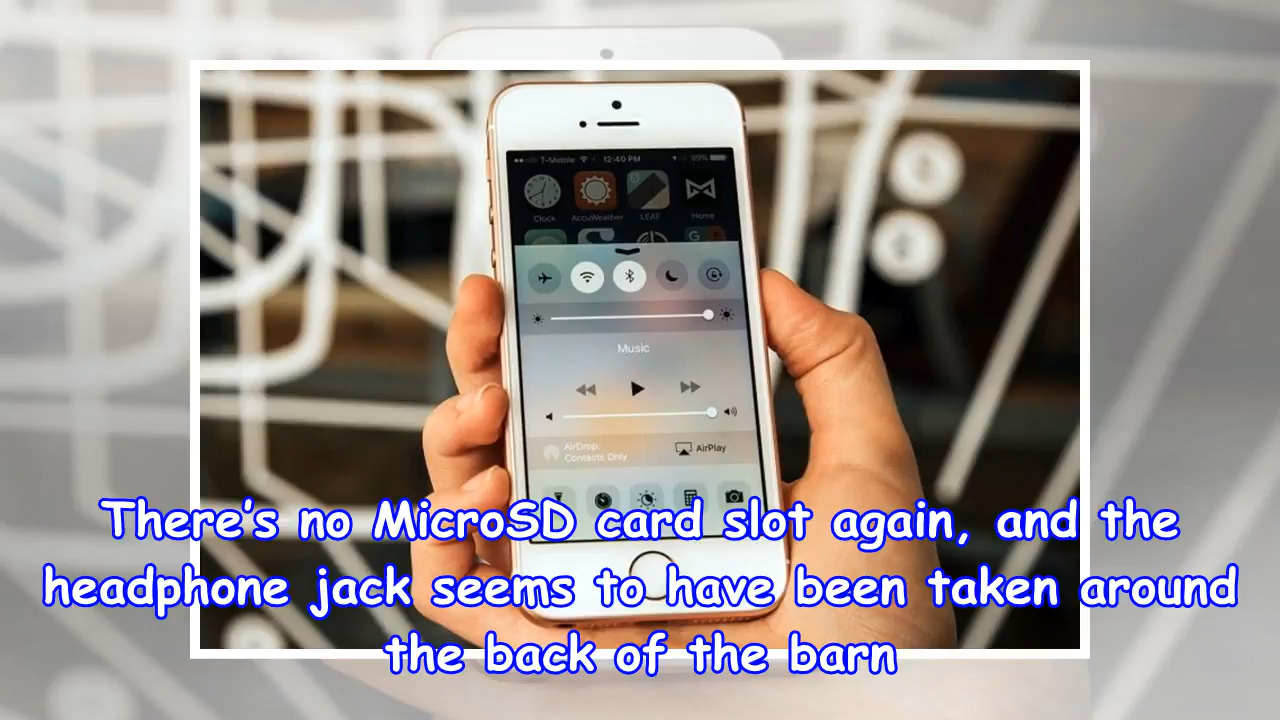 T-Mobile 12:40 PM 95%
Clock AccuWeather LEAF Home
Music
AirDrop:
Contacts Only
AirPlay
There's no MicroSD card slot again, and the
headphone jack seems to have been taken around
the back of the barn